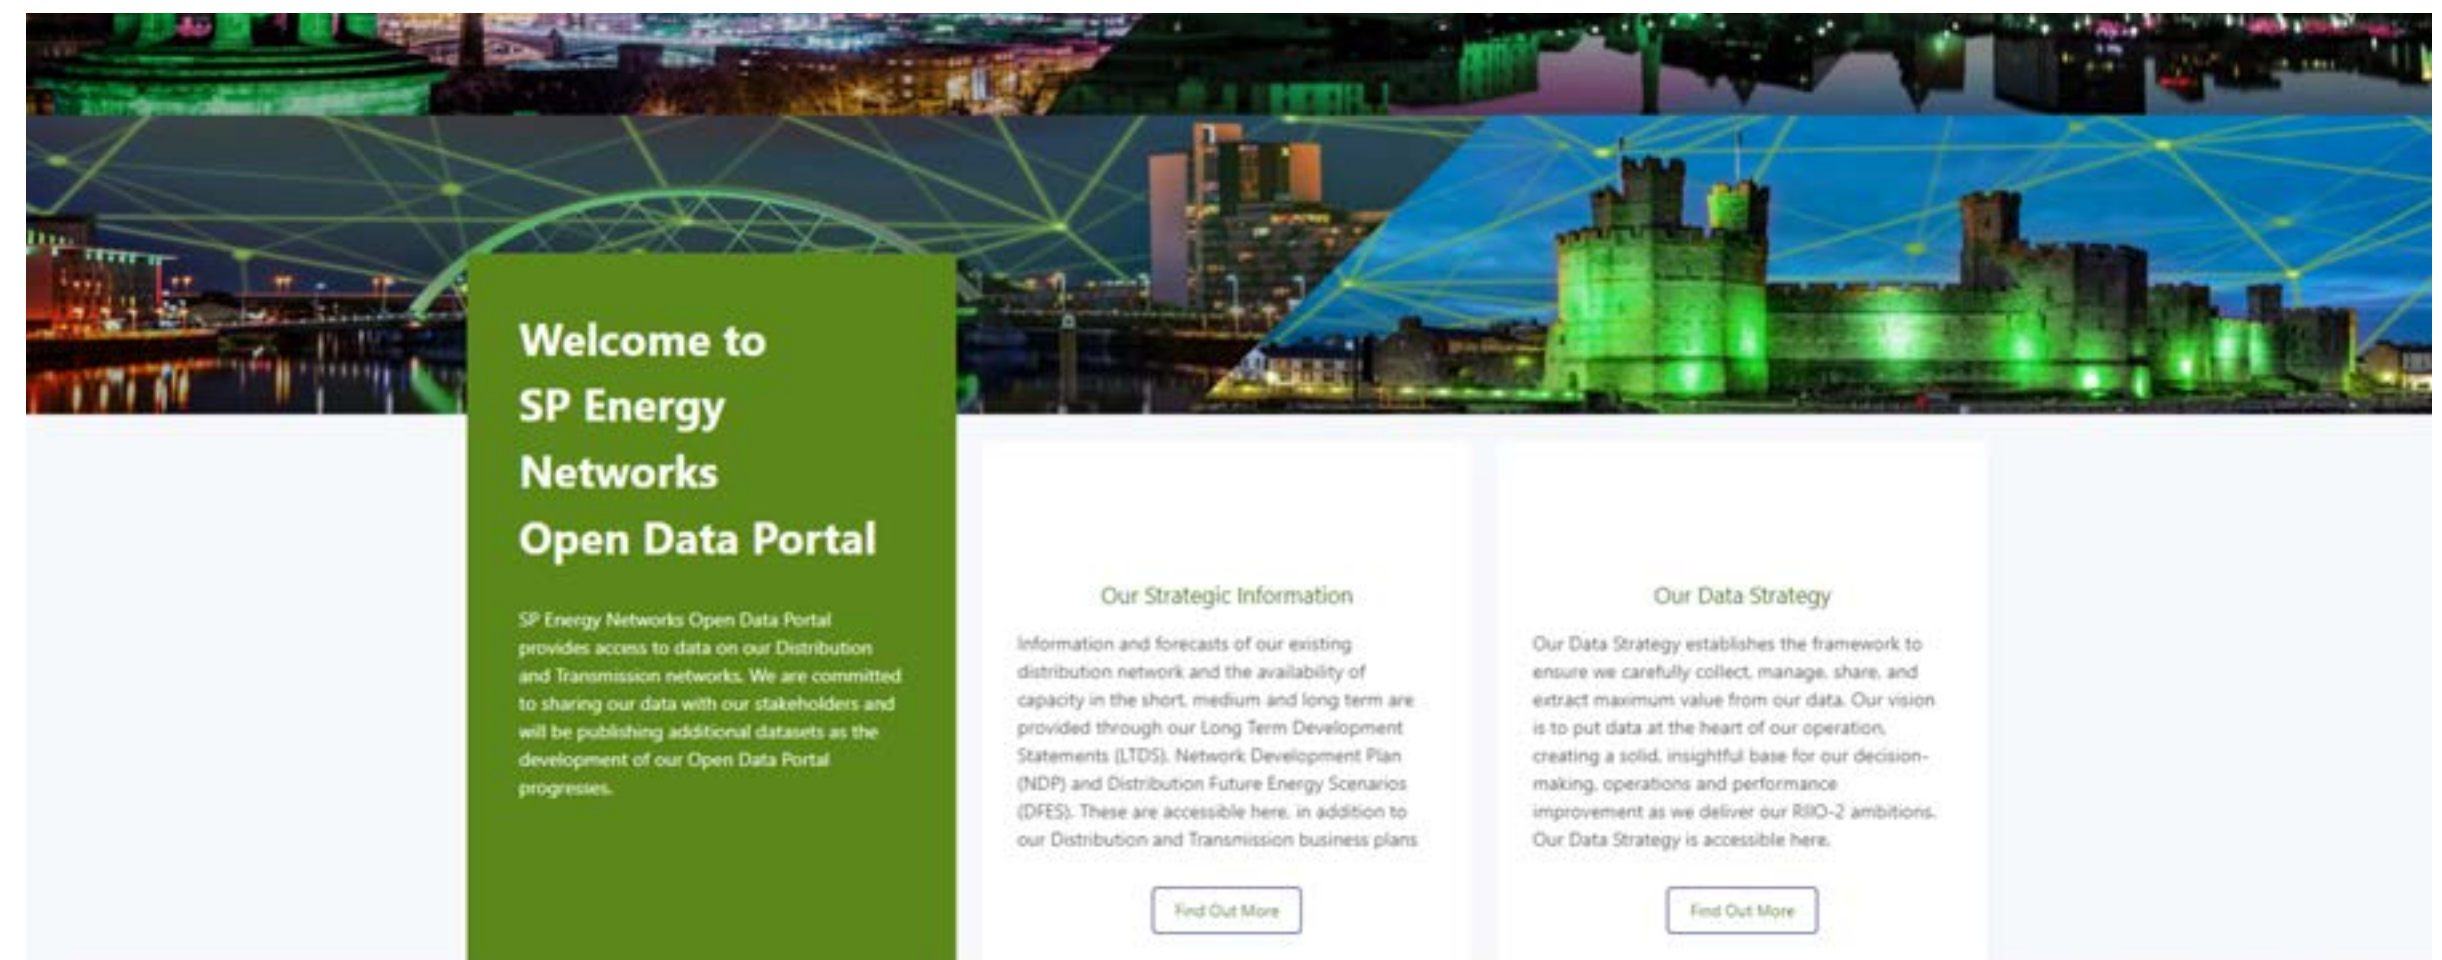 Welcome to
SP Energy
Networks
Open Data Portal
SP Energy Networks Open Data Portal
provides access to data on our Distribution
and Transmission networks. We are committed
to sharing our data with our stakeholders and
will be publishing additional datasets as the
development of our Open Data Portal
progresses.
Our Strategic Information
Information and forecasts of our existing
distribution network and the availability of
capacity in the short, medium and long term are
provided through our Long Term Development
Statements (LTDS), Network Development Plan
(NDP) and Distribution Future Energy Scenarios
(DFES). These are accessible here, in addition to
our Distribution and Transmission business plans
Find Out More
Our Data Strategy
Our Data Strategy establishes the framework to
ensure we carefully collect, manage, share, and
extract maximum value from our data. Our vision
is to put data at the heart of our operation,
creating a solid, insightful base for our decision-
making, operations and performance
improvement as we deliver our RIIO-2 ambitions.
Our Data Strategy is accessible here.
Find Out More